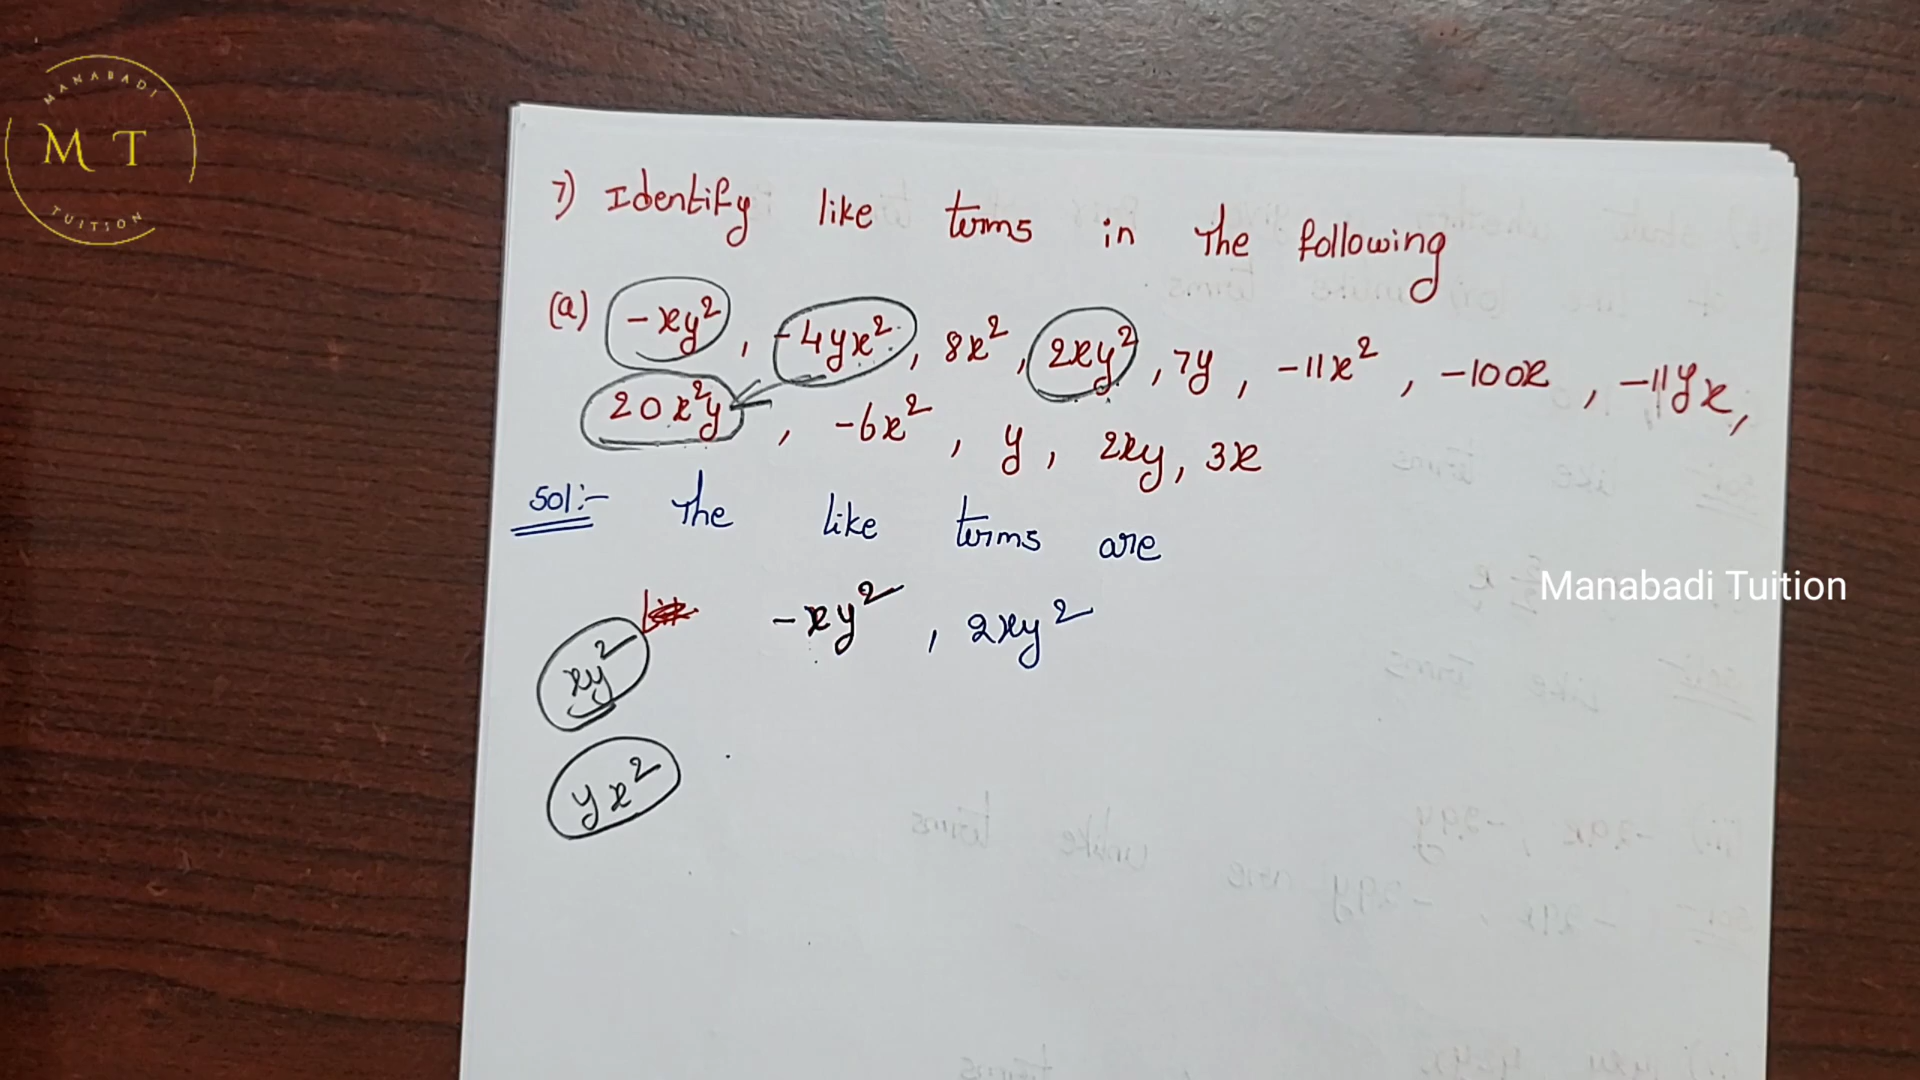 MANABADI
M T
TUITION
7) Identify like terms in the following
(a) -xy², -4yx², 8x², 2xy², 7y, -11x², -100x, -11yx,
20x²y, -6x², y, 2xy, 3x
Sol:- The like terms are
-xy², 2xy²
xy²
yx²
Manabadi Tuition